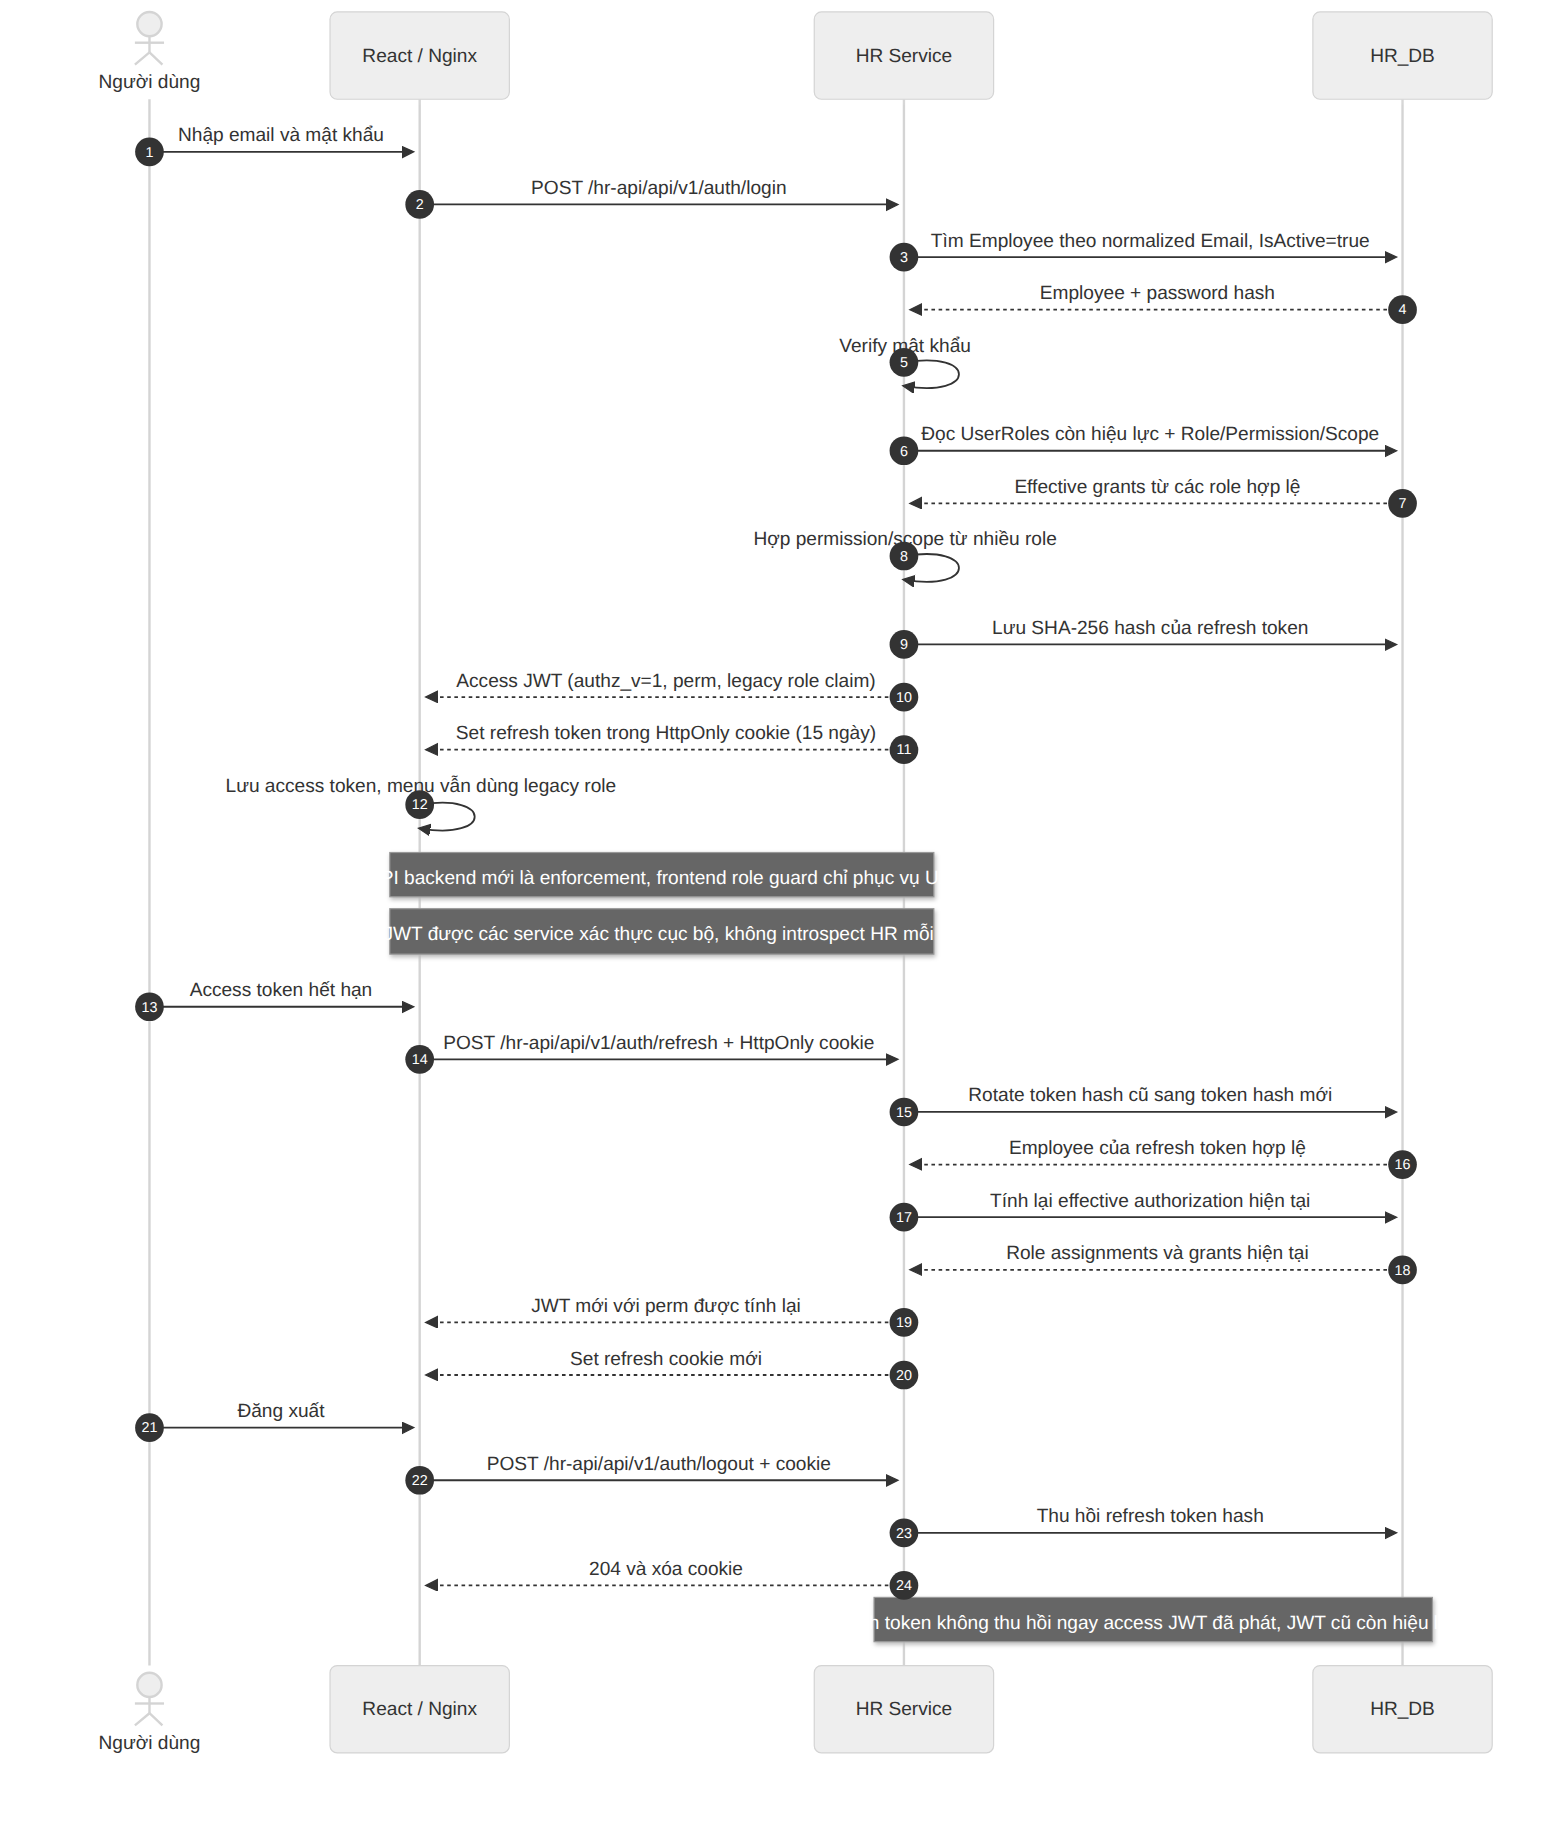 Người dùng
React / Nginx
HR Service
HR_DB
Nhập email và mật khẩu
1
POST /hr-api/api/v1/auth/login
2
Tìm Employee theo normalized Email, IsActive=true
3
Employee + password hash
4
Verify mật khẩu
5
Đọc UserRoles còn hiệu lực + Role/Permission/Scope
6
Effective grants từ các role hợp lệ
7
Hợp permission/scope từ nhiều role
8
Lưu SHA-256 hash của refresh token
9
Access JWT (authz_v=1, perm, legacy role claim)
10
Set refresh token trong HttpOnly cookie (15 ngày)
11
Lưu access token, menu vẫn dùng legacy role
12
PI backend mới là enforcement, frontend role guard chỉ phục vụ U
JWT được các service xác thực cục bộ, không introspect HR mỗi
Access token hết hạn
13
POST /hr-api/api/v1/auth/refresh + HttpOnly cookie
14
Rotate token hash cũ sang token hash mới
15
Employee của refresh token hợp lệ
16
Tính lại effective authorization hiện tại
17
Role assignments và grants hiện tại
18
JWT mới với perm được tính lại
19
Set refresh cookie mới
20
Đăng xuất
21
POST /hr-api/api/v1/auth/logout + cookie
22
Thu hồi refresh token hash
23
204 và xóa cookie
24
token không thu hồi ngay access JWT đã phát, JWT cũ còn hiệu
Người dùng
React / Nginx
HR Service
HR_DB